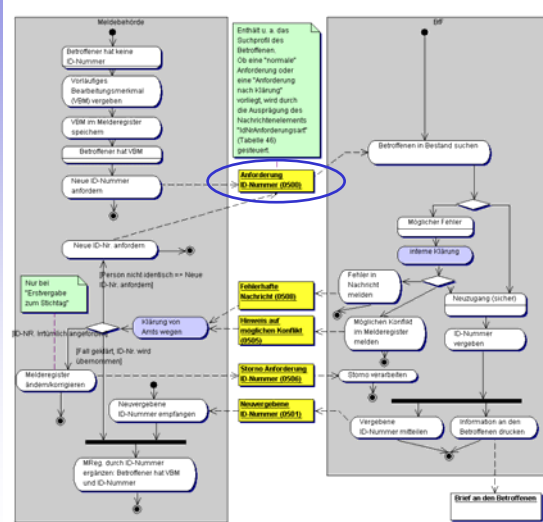 Meldebehörde
BfF
Betroffener hat keine
ID-Nummer
Vorläufiges
Bearbeitungsmerkmal
(VBM) vergeben
VBM im Melderegister
speichern
Betroffener hat VBM
Neue ID-Nummer
anfordern
Enthält u. a. das
Suchprofil des
Betroffenen.
Ob eine "normale"
Anforderung oder
eine "Anforderung
nach Klärung"
vorliegt, wird durch
die Ausprägung des
Nachrichtenelements
"IdNrAnforderungsart"
(Tabelle 46)
gesteuert.
Anforderung
ID-Nummer (0500)
Betroffenen in Bestand suchen
Möglicher Fehler
interne Klärung
Neue ID-Nr. anfordern
[Person nicht identisch => Neue
ID-Nr. anfordern]
Nur bei
"Erstvergabe
zum Stichtag"
Fehlerhafte
Nachricht (0508)
Fehler in
Nachricht
melden
Neuzugang (sicher)
Klärung von
Amts wegen
Hinweis auf
möglichen Konflikt
(0505)
Möglichen Konflikt
im Melderegister
melden
ID-Nummer
vergeben
[Fall geklärt, ID-Nr. wird
übernommen]
Melderegister
ändern/korrigieren
Storno Anforderung
ID-Nummer (0506)
Storno verarbeiten
Neuvergebene
ID-Nummer empfangen
Neuvergebene
ID-Nummer (0501)
Vergebene
ID-Nummer mitteilen
Information an den
Betroffenen drucken
MReg. durch ID-Nummer
ergänzen: Betroffener hat VBM
und ID-Nummer
Brief an den Betroffenen